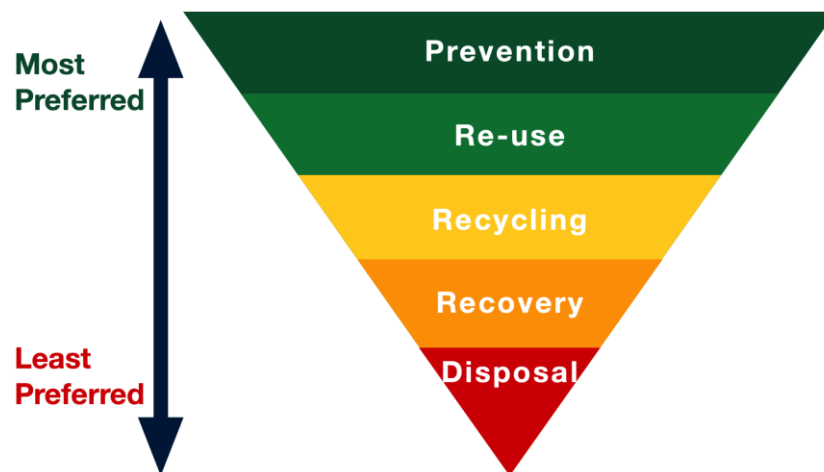 Most
Preferred
Prevention
Re-use
Recycling
Recovery
Disposal
Least
Preferred